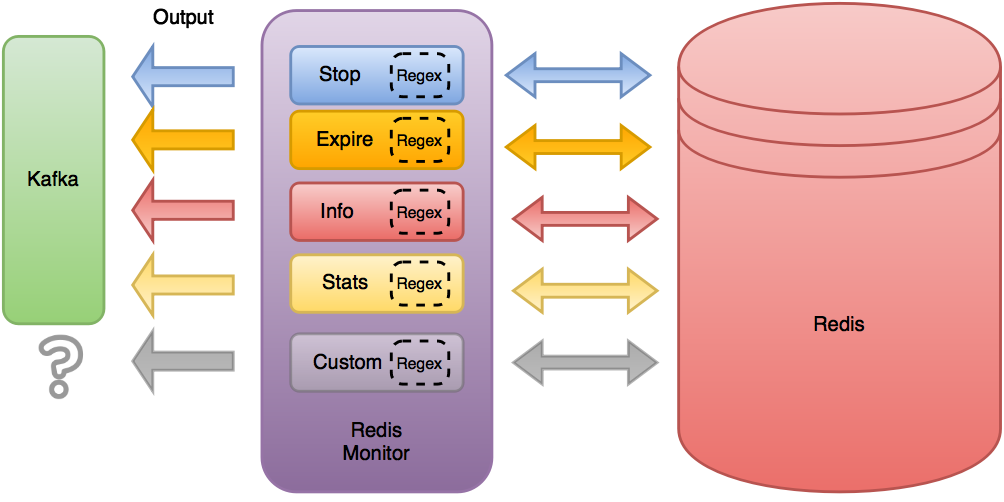 Output
Kafka
Stop Regex
Expire Regex
Info Regex
Stats Regex
Custom Regex
Redis
Monitor
Redis
?